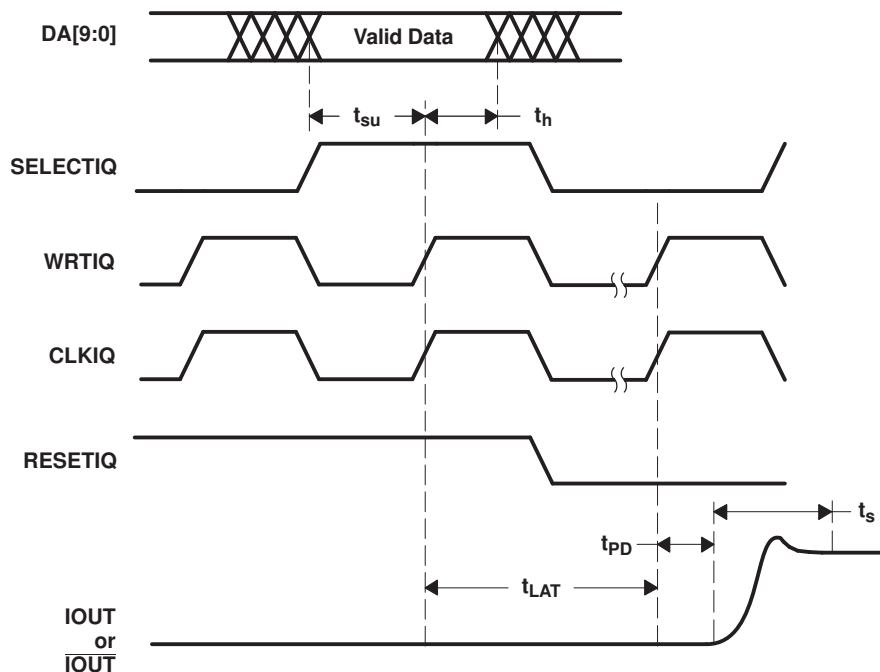 DA[9:0]
Valid Data
tsu
th
SELECTIQ
WRTIQ
CLKIQ
RESETIQ
ts
tPD
tLAT
IOUT
or
IOUT